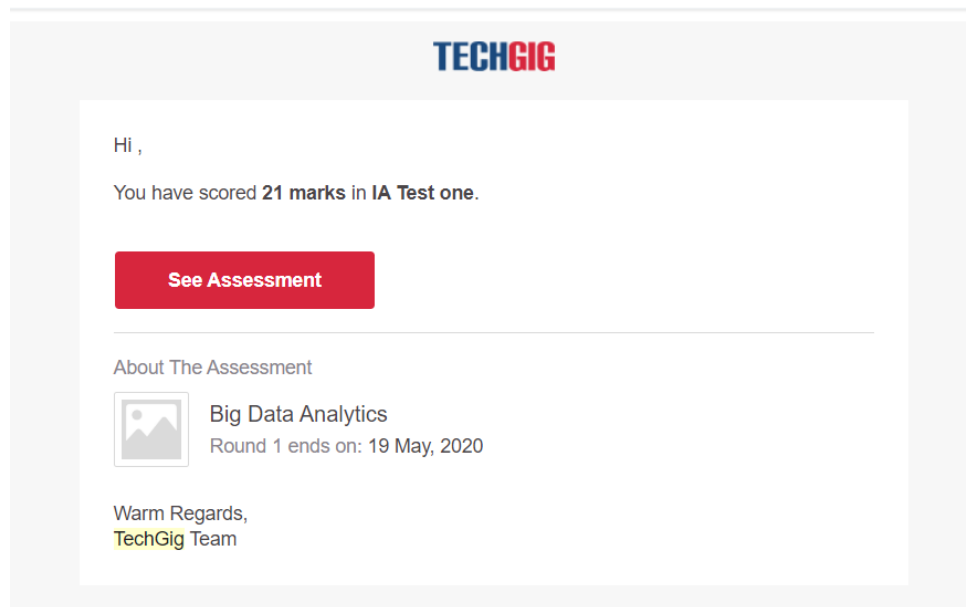 TECHGIG
Hi ,
You have scored 21 marks in IA Test one.
See Assessment
About The Assessment
Big Data Analytics
Round 1 ends on: 19 May, 2020
Warm Regards,
TechGig Team